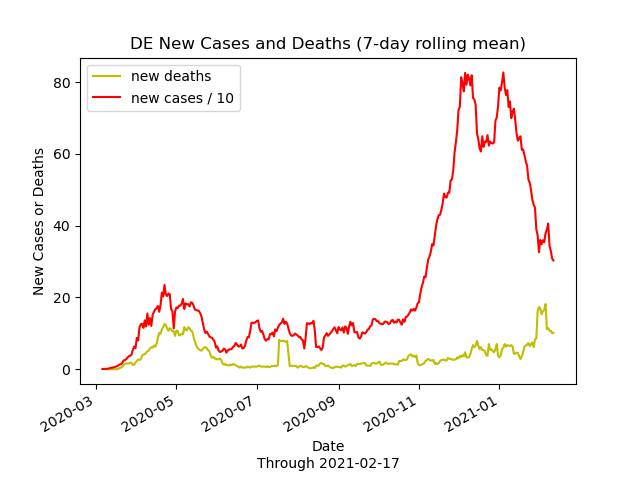 DE New Cases and Deaths (7-day rolling mean)
new deaths
new cases / 10
New Cases or Deaths
80
60
40
20
0
2020-03
2020-05
2020-07
2020-09
2020-11
2021-01
Date
Through 2021-02-17